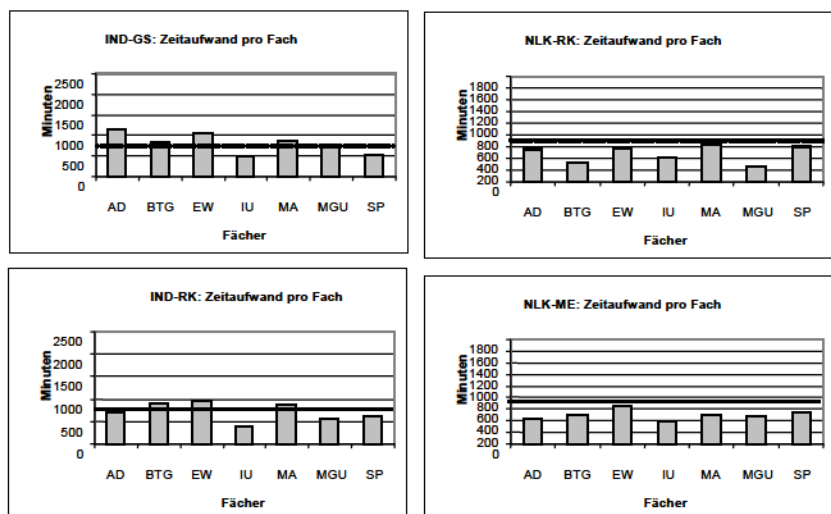 IND-GS: Zeitaufwand pro Fach
Minuten
2500
2000
1500
1000
500
0
AD BTG EW IU MA MGU SP
Fächer
NLK-RK: Zeitaufwand pro Fach
Minuten
1800
1600
1400
1200
1000
800
600
400
200
0
AD BTG EW IU MA MGU SP
Fächer
IND-RK: Zeitaufwand pro Fach
Minuten
2500
2000
1500
1000
500
0
AD BTG EW IU MA MGU SP
Fächer
NLK-ME: Zeitaufwand pro Fach
Minuten
1800
1600
1400
1200
1000
800
600
400
200
0
AD BTG EW IU MA MGU SP
Fächer